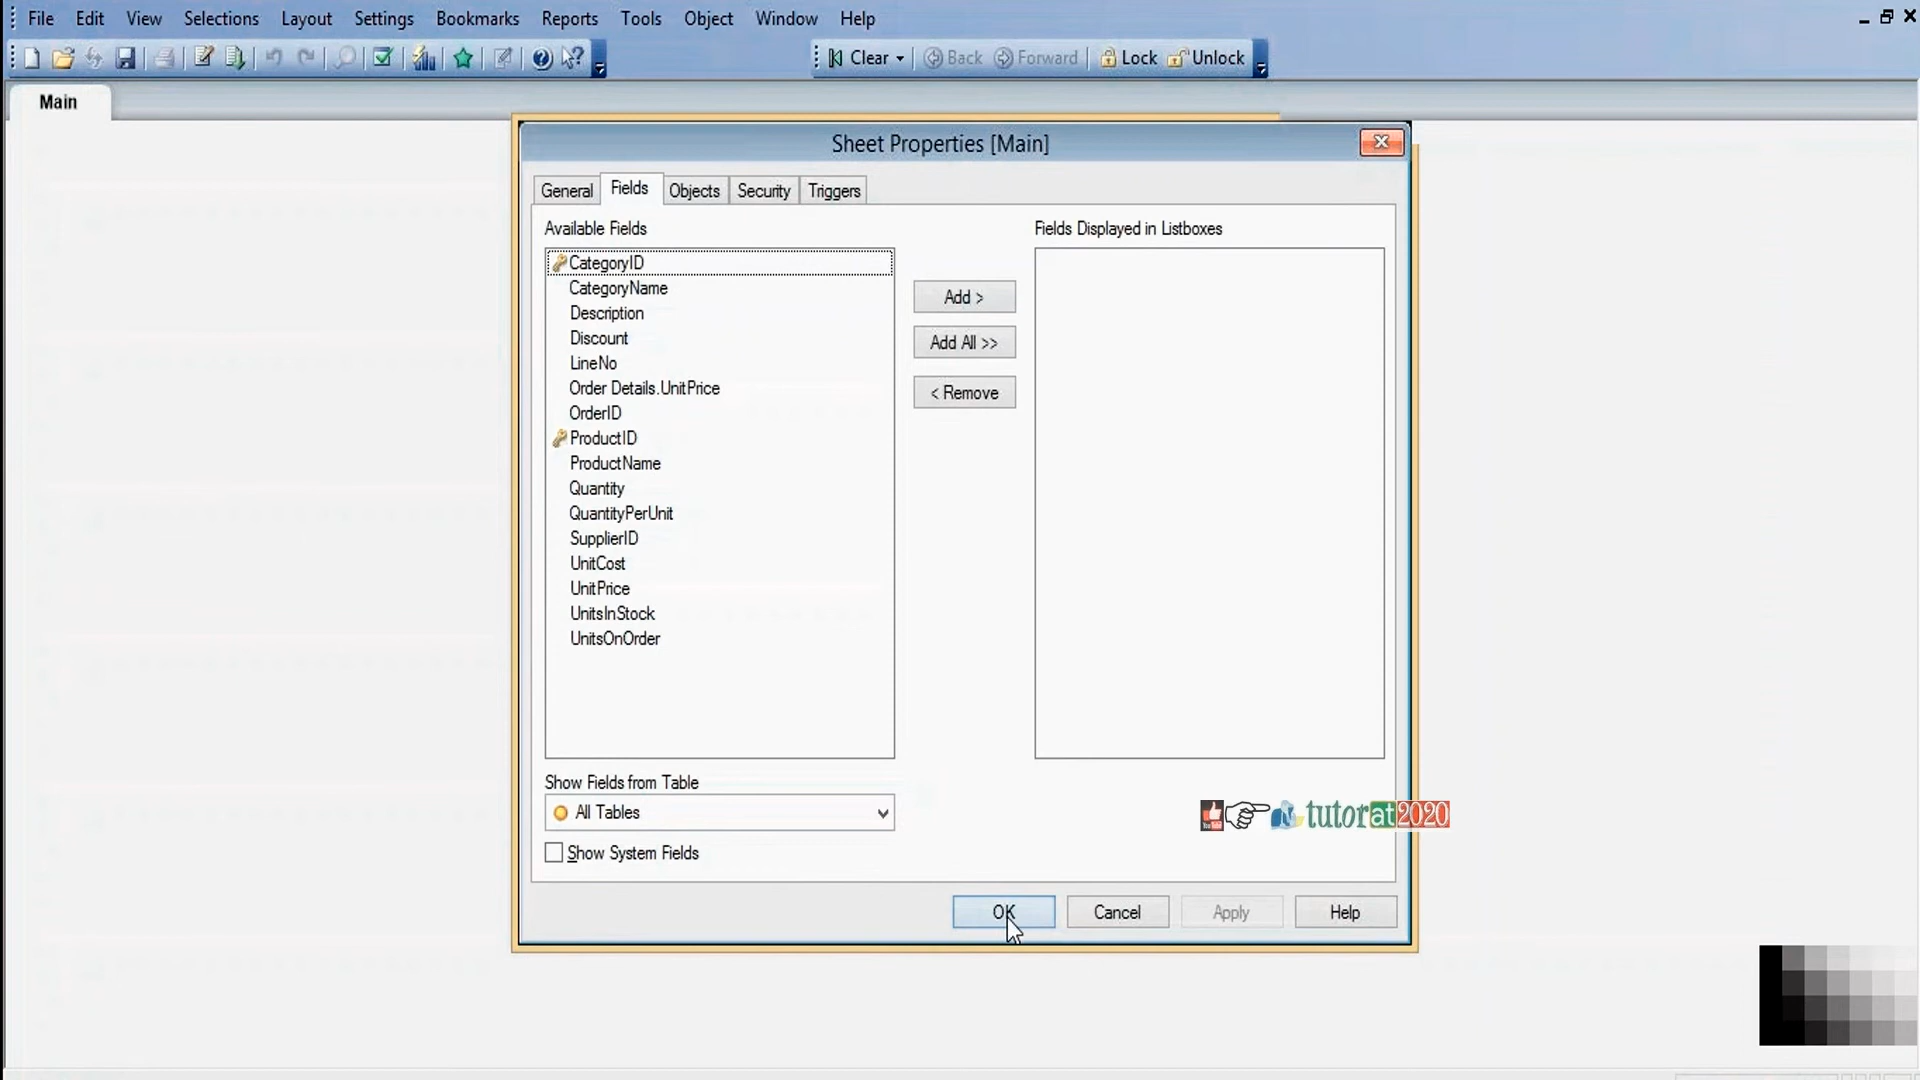 File Edit View Selections Layout Settings Bookmarks Reports Tools Object Window Help
Clear Back Forward Lock Unlock
Main
Sheet Properties [Main]
General Fields Objects Security Triggers
Available Fields
Fields Displayed in Listboxes
CategoryID
CategoryName
Description
Discount
LineNo
Order Details.UnitPrice
OrderID
ProductID
ProductName
Quantity
QuantityPerUnit
SupplierID
UnitCost
UnitPrice
UnitsInStock
UnitsOnOrder
Add >
Add All >>
< Remove
Show Fields from Table
All Tables
Show System Fields
tutorat2020
OK Cancel Apply Help